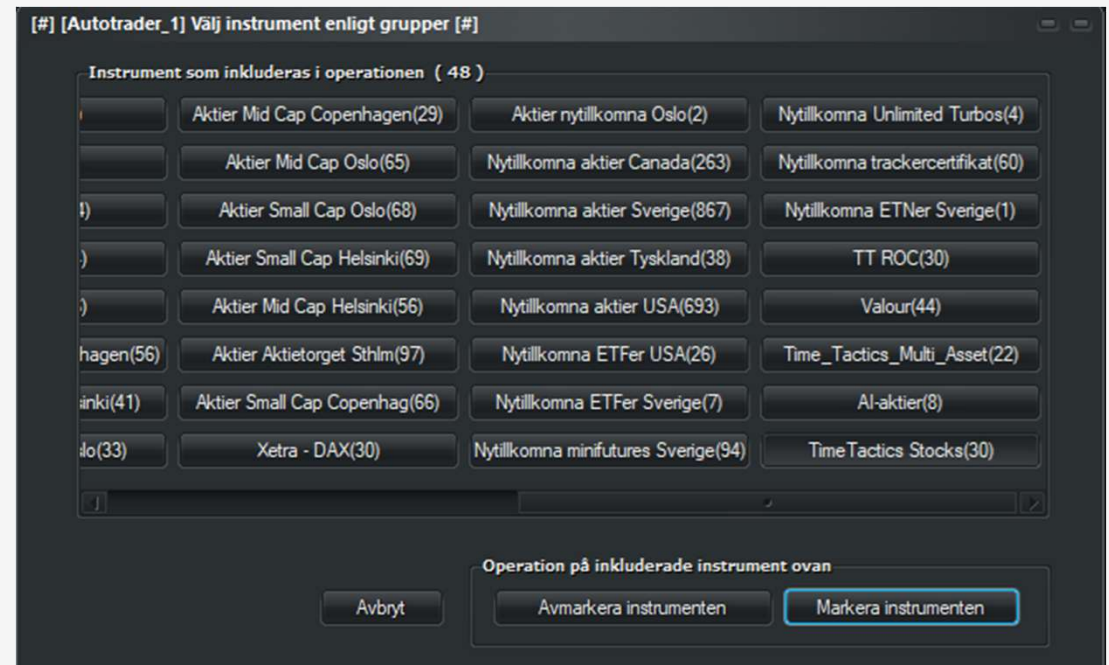 [#] [Autotrader_1] Välj instrument enligt grupper [#]
Instrument som inkluderas i operationen ( 48 )
) Aktier Mid Cap Copenhagen(29) Aktier nytillkomna Oslo(2) Nytillkomna Unlimited Turbos(4)
Aktier Mid Cap Oslo(65) Nytillkomna aktier Canada(263) Nytillkomna trackercertifikat(60)
4) Aktier Small Cap Oslo(68) Nytillkomna aktier Sverige(867) Nytillkomna ETNer Sverige(1)
) Aktier Small Cap Helsinki(69) Nytillkomna aktier Tyskland(38) TT ROC(30)
) Aktier Mid Cap Helsinki(56) Nytillkomna aktier USA(693) Valour(44)
hagen(56) Aktier Aktietorget Sthlm(97) Nytillkomna ETFer USA(26) Time_Tactics_Multi_Asset(22)
inki(41) Aktier Small Cap Copenhag(66) Nytillkomna ETFer Sverige(7) AI-aktier(8)
slo(33) Xetra - DAX(30) Nytillkomna minifutures Sverige(94) TimeTactics Stocks(30)
Operation på inkluderade instrument ovan
Avbryt Avmarkera instrumenten Markera instrumenten